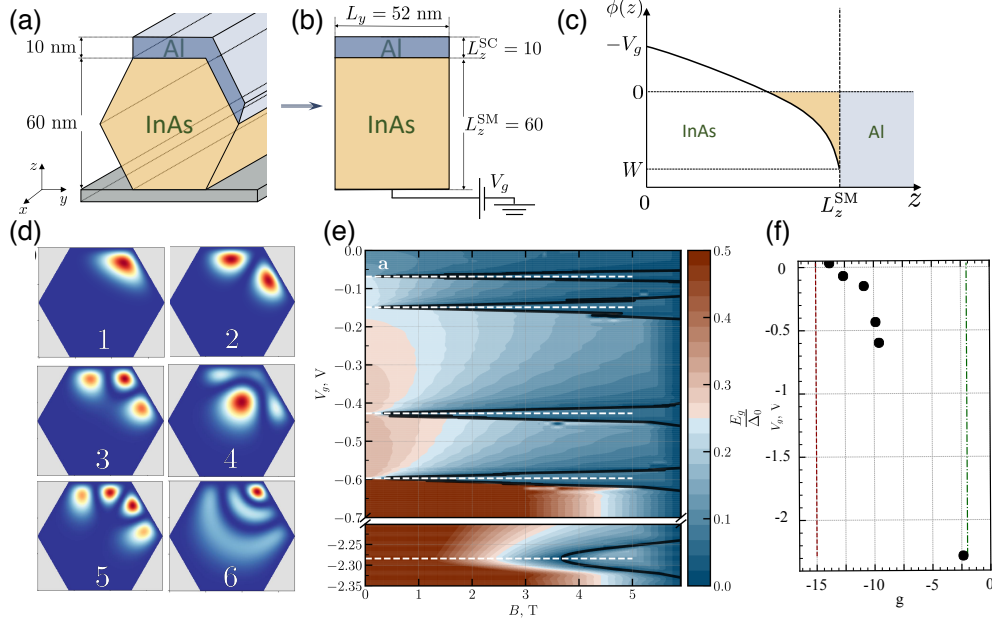 (a)
10 nm
Al
60 nm
InAs
z
y
x
(b)
L_y = 52 nm
Al
L_z^SC = 10
InAs
L_z^SM = 60
V_g
(c)
ϕ(z)
−V_g
0
InAs
Al
W
0
L_z^SM
z
(d)
1
2
3
4
5
6
(e)
a
0.0
−0.1
−0.2
−0.3
−0.4
−0.5
−0.6
−0.7
−2.25
−2.30
−2.35
V_g, V
0
1
2
3
4
5
B, T
0.5
0.4
0.3
0.2
0.1
0.0
E_g/Δ_0
(f)
0
-0.5
-1
-1.5
-2
V_g, V
-15
-10
-5
0
g